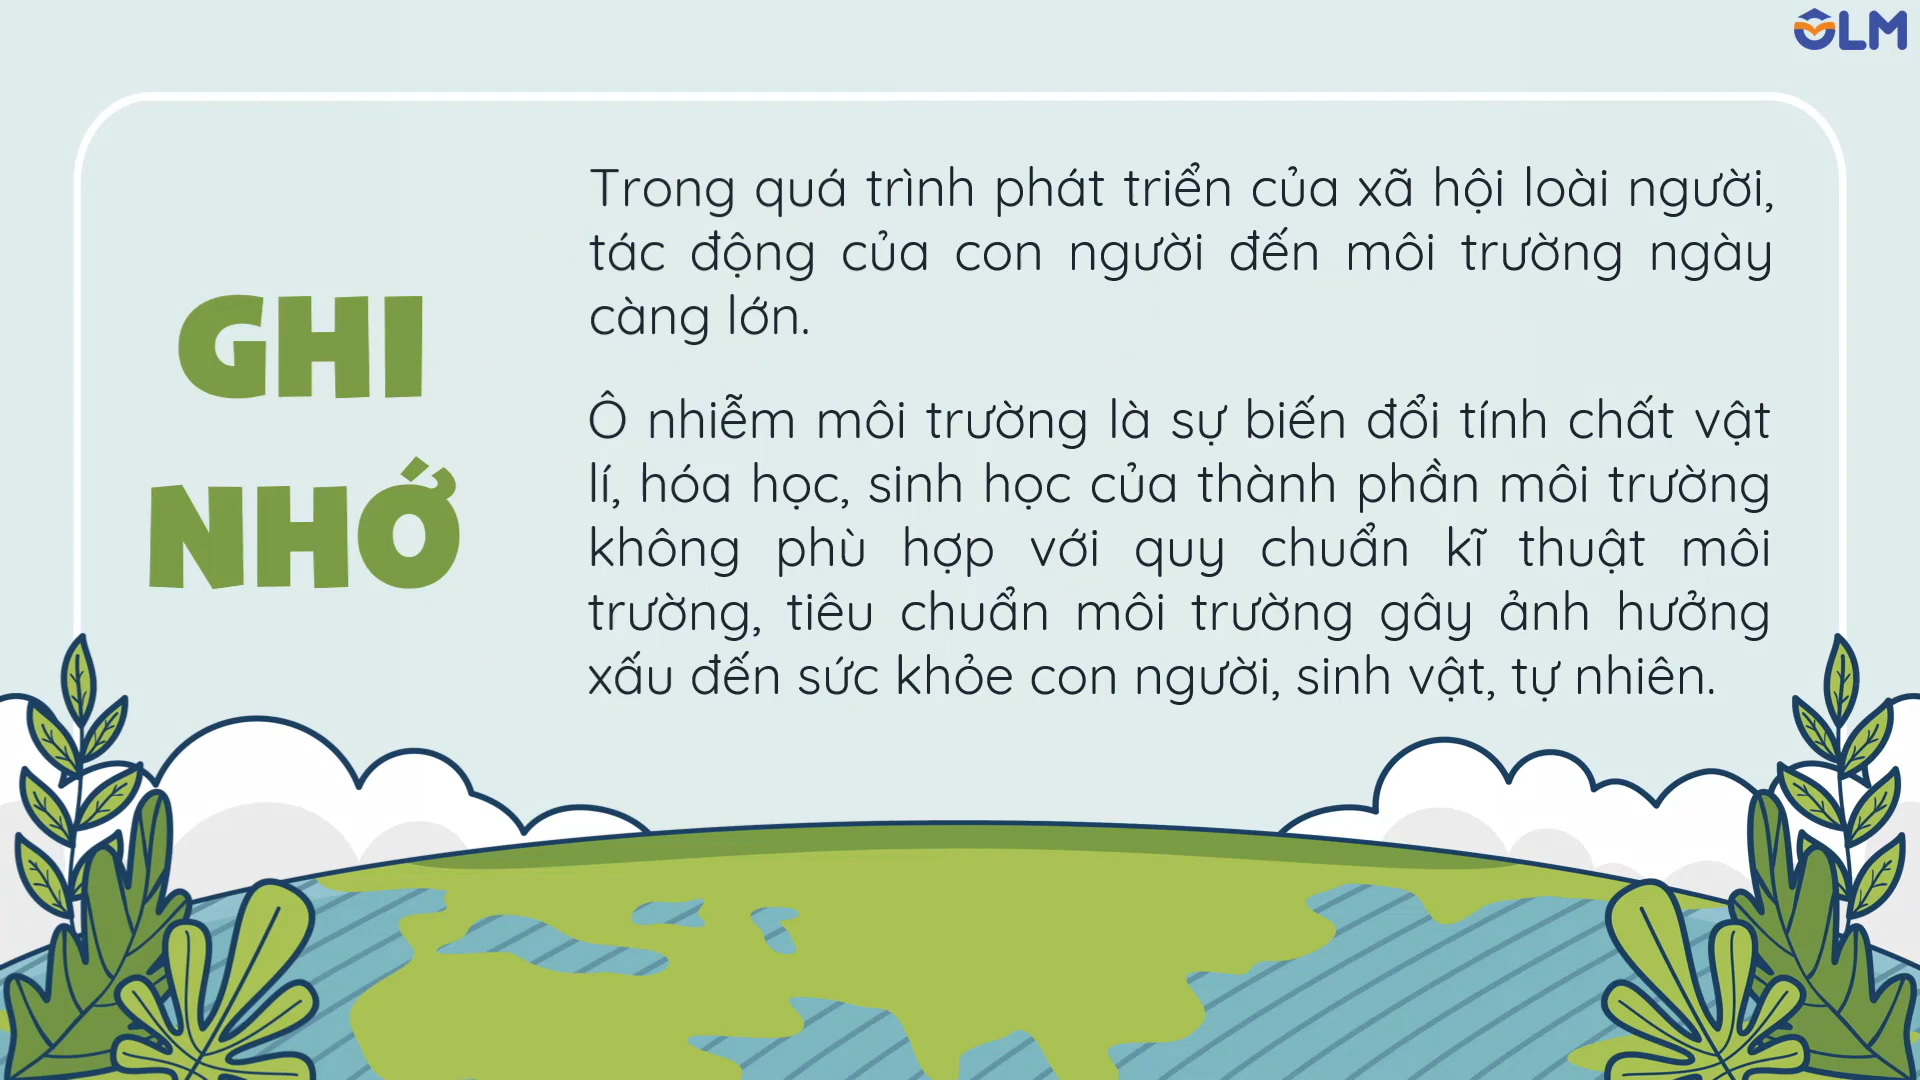 OLM
GHI
NHỚ
Trong quá trình phát triển của xã hội loài người,
tác động của con người đến môi trường ngày
càng lớn.
Ô nhiễm môi trường là sự biến đổi tính chất vật
lí, hóa học, sinh học của thành phần môi trường
không phù hợp với quy chuẩn kĩ thuật môi
trường, tiêu chuẩn môi trường gây ảnh hưởng
xấu đến sức khỏe con người, sinh vật, tự nhiên.